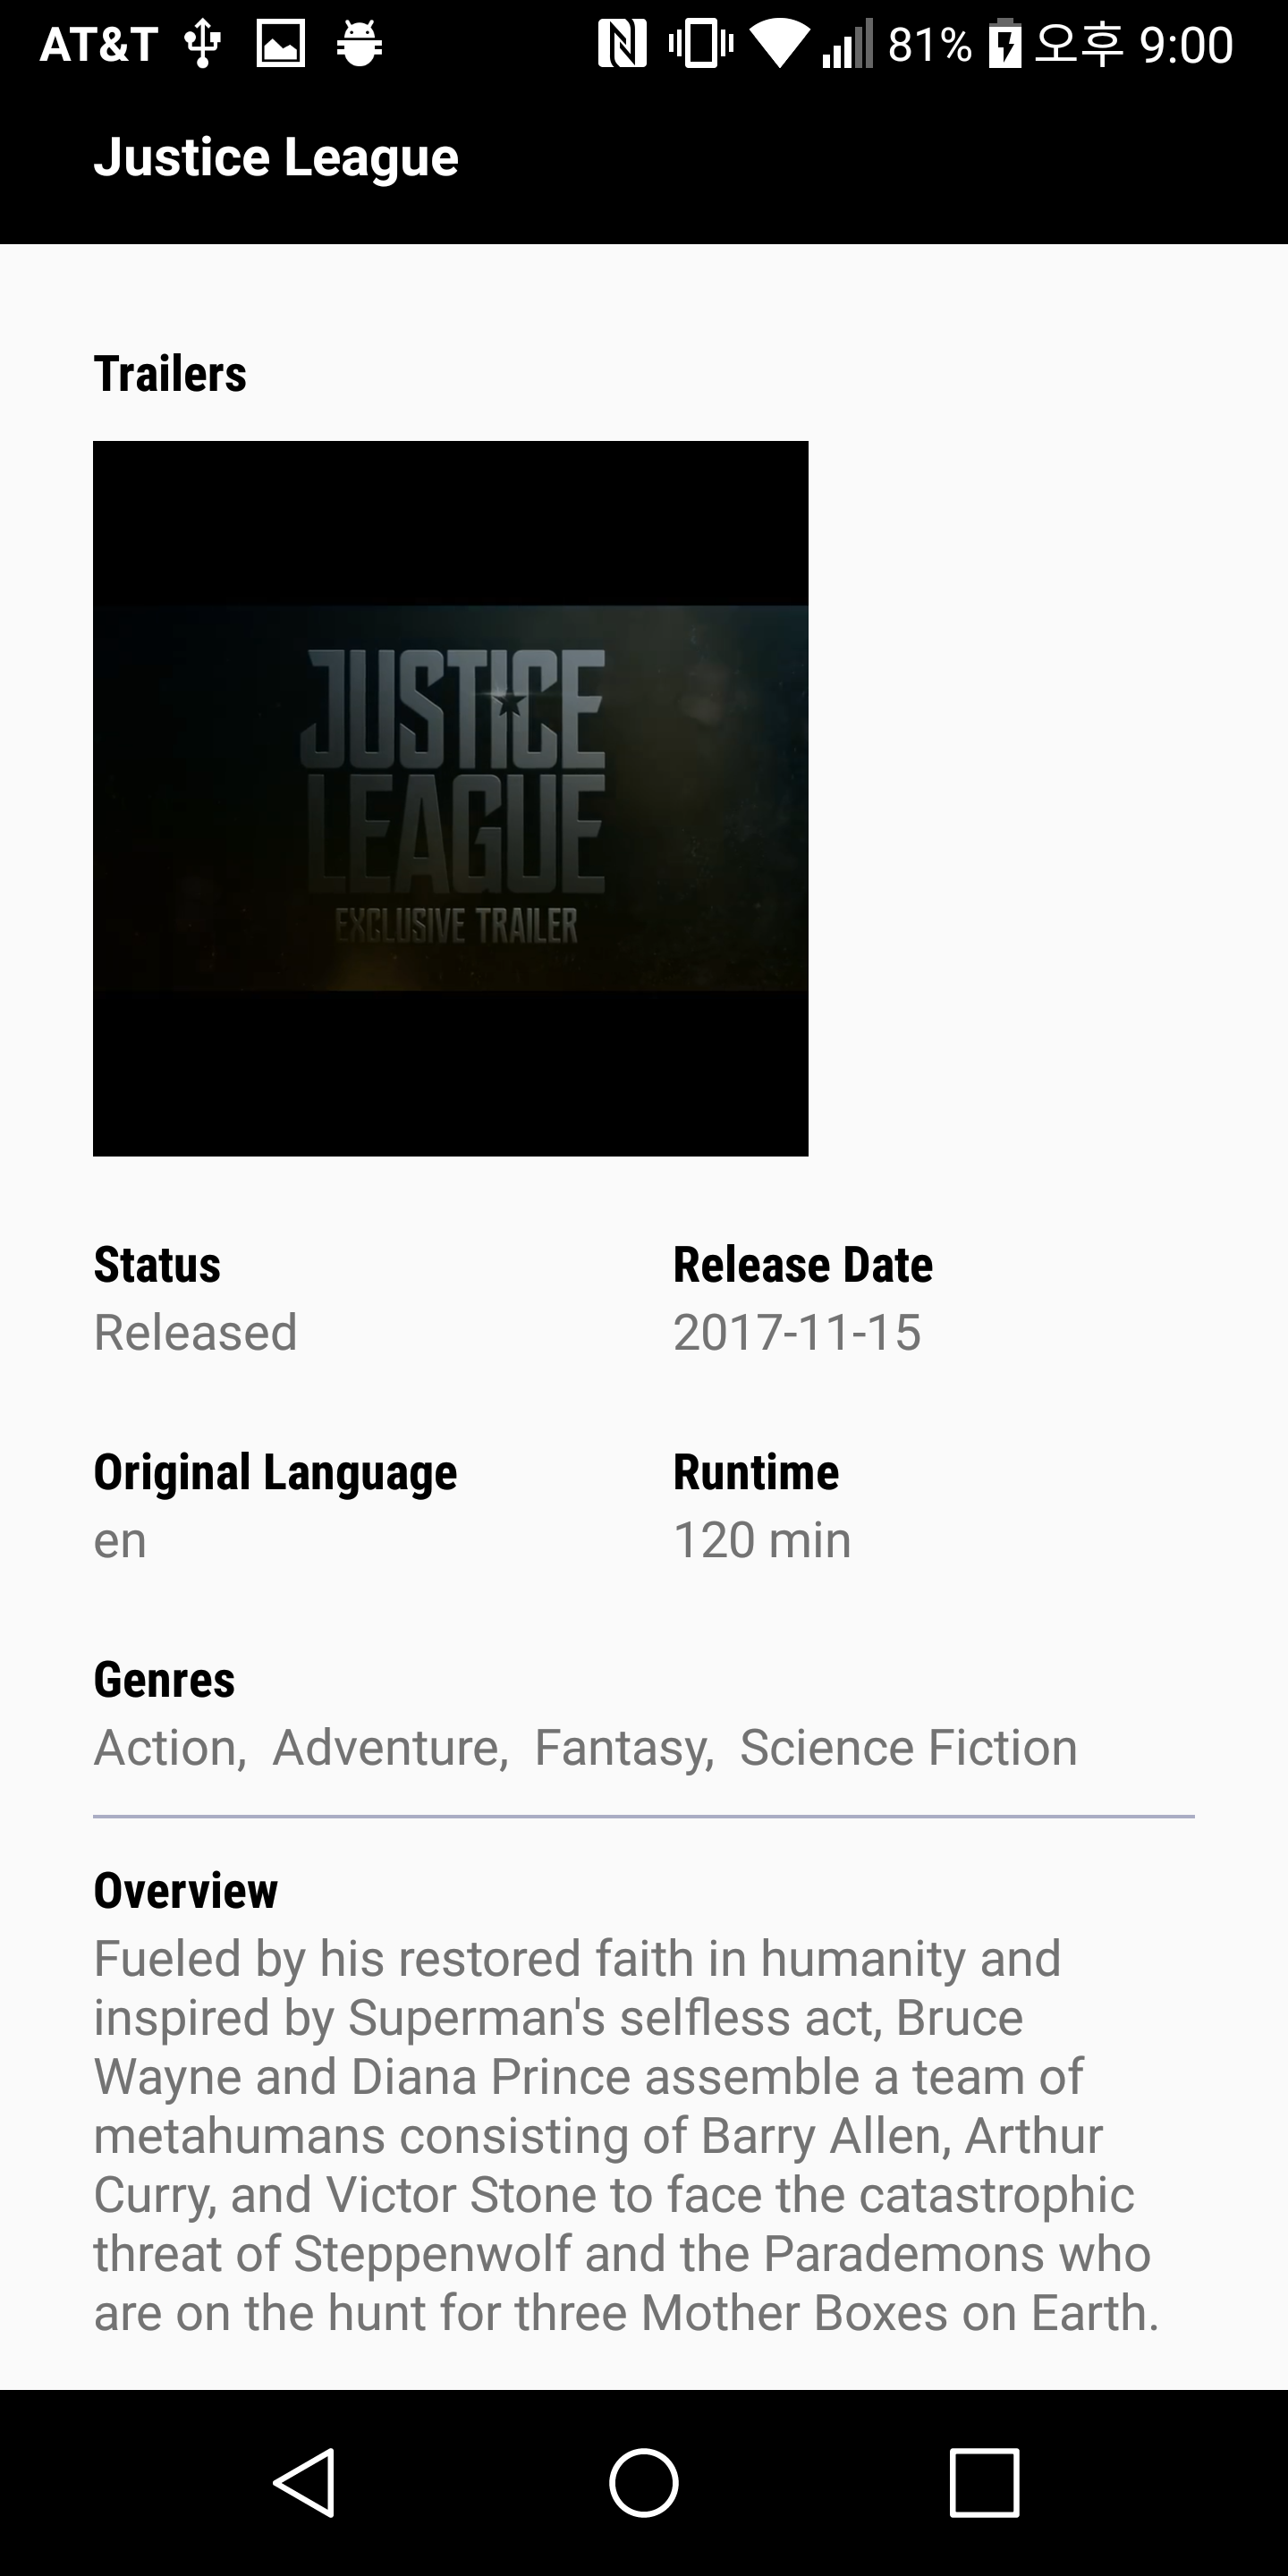 AT&T 81% 오후 9:00
Justice League
Trailers
JUSTICE
LEAGUE
EXCLUSIVE TRAILER
Status Release Date
Released 2017-11-15
Original Language Runtime
en 120 min
Genres
Action, Adventure, Fantasy, Science Fiction
Overview
Fueled by his restored faith in humanity and
inspired by Superman's selfless act, Bruce
Wayne and Diana Prince assemble a team of
metahumans consisting of Barry Allen, Arthur
Curry, and Victor Stone to face the catastrophic
threat of Steppenwolf and the Parademons who
are on the hunt for three Mother Boxes on Earth.